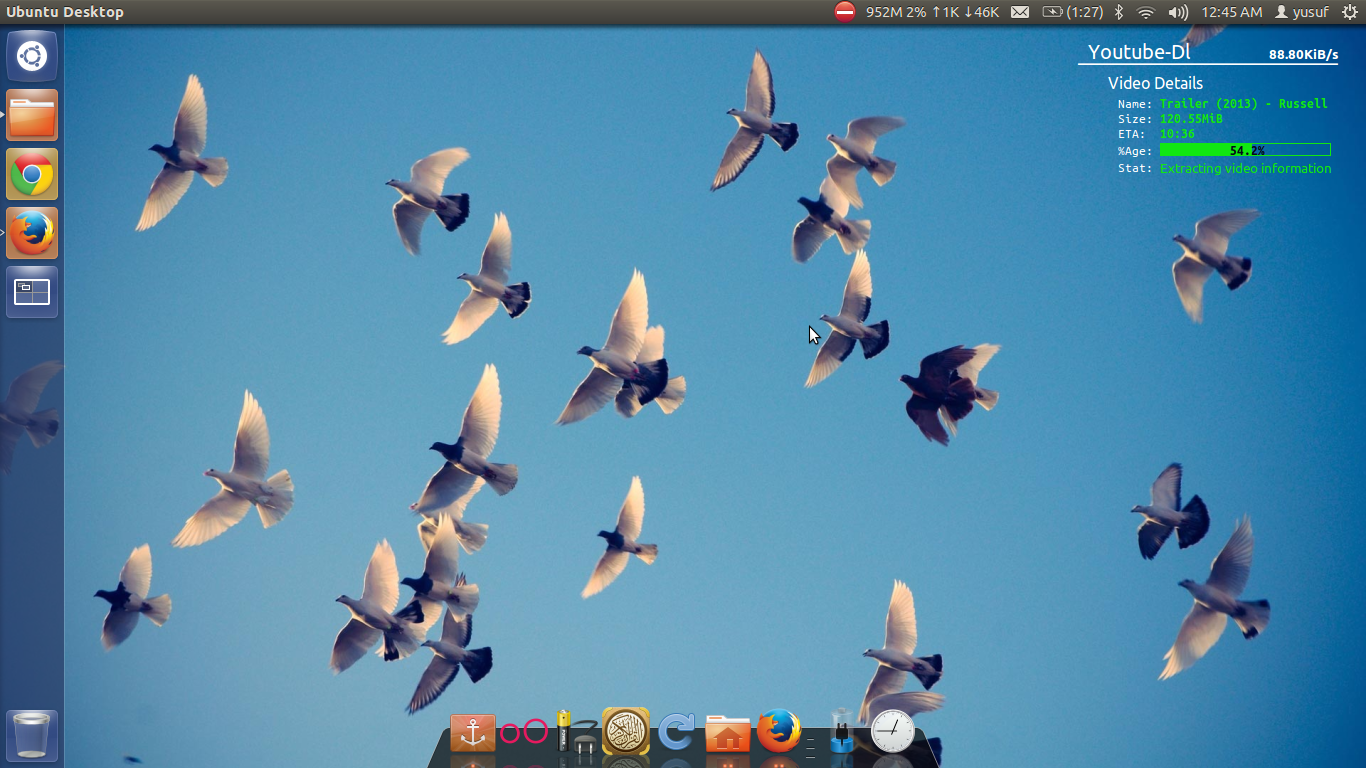 Ubuntu Desktop
952M 2% ↑1K ↓46K (1:27) 12:45 AM yusuf
Youtube-Dl 88.80KiB/s
Video Details
Name: Trailer (2013) - Russell
Size: 120.55MiB
ETA: 10:36
%Age: 54.2%
Stat: Extracting video information